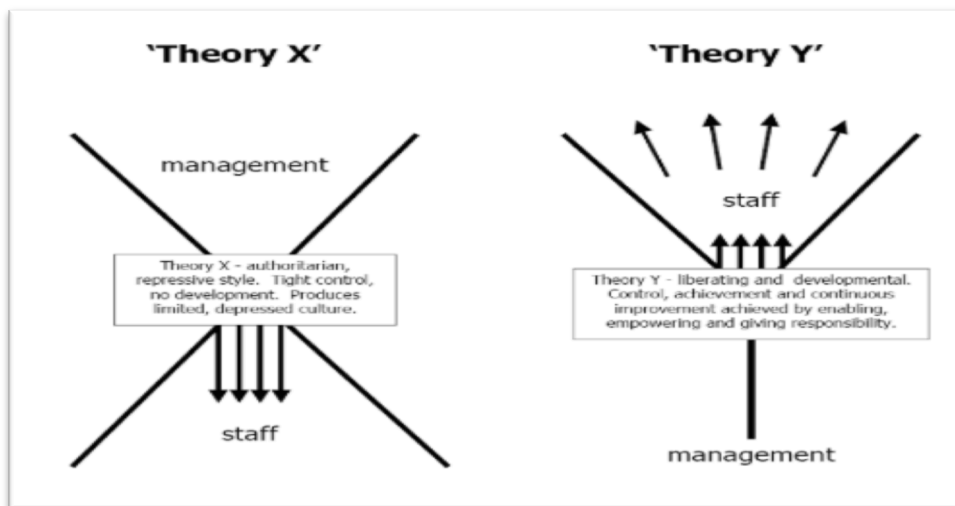 'Theory X'
'Theory Y'
management
staff
Theory X - authoritarian,
repressive style. Tight control,
no development. Produces
limited, depressed culture.
Theory Y - liberating and developmental.
Control, achievement and continuous
improvement achieved by enabling,
empowering and giving responsibility.
staff
management